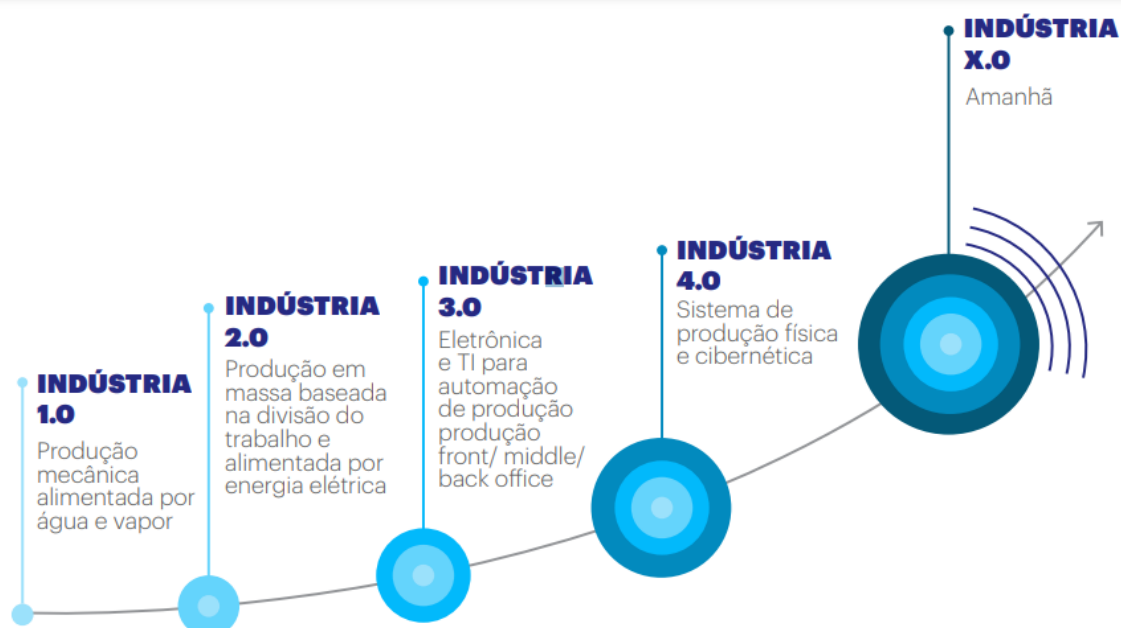 INDÚSTRIA
1.0
Produção
mecânica
alimentada por
água e vapor
INDÚSTRIA
2.0
Produção em
massa baseada
na divisão do
trabalho e
alimentada por
energia elétrica
INDÚSTRIA
3.0
Eletrônica
e TI para
automação
de produção
produção
front/ middle/
back office
INDÚSTRIA
4.0
Sistema de
produção física
e cibernética
INDÚSTRIA
X.0
Amanhã